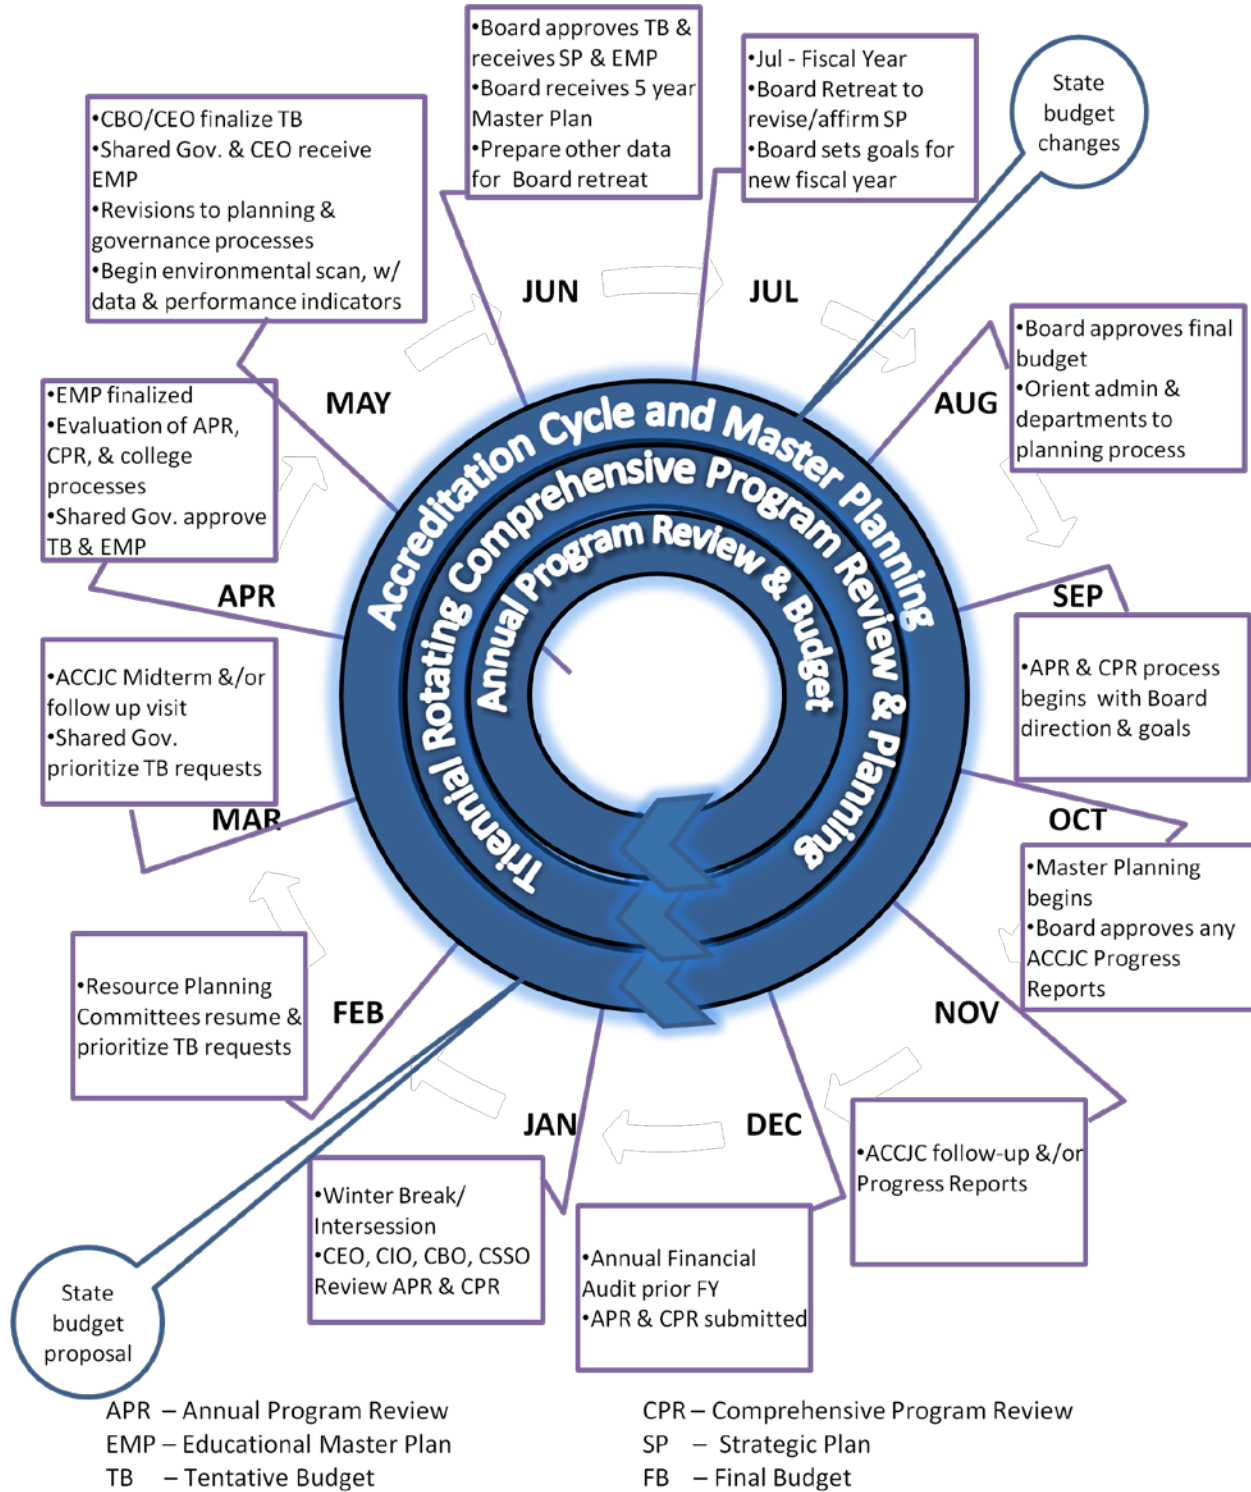 •Board approves TB &
receives SP & EMP
•Board receives 5 year
Master Plan
•Prepare other data
for Board retreat
•Jul - Fiscal Year
•Board Retreat to
revise/affirm SP
•Board sets goals for
new fiscal year
State
budget
changes
•CBO/CEO finalize TB
•Shared Gov. & CEO receive
EMP
•Revisions to planning &
governance processes
•Begin environmental scan, w/
data & performance indicators
JUN
JUL
MAY
AUG
•Board approves final
budget
•Orient admin &
departments to
planning process
•EMP finalized
•Evaluation of APR,
CPR, & college
processes
•Shared Gov. approve
TB & EMP
APR
SEP
Accreditation Cycle and Master Planning
Triennial Rotating Comprehensive Program Review & Planning
Annual Program Review & Budget
•ACCJC Midterm &/or
follow up visit
•Shared Gov.
prioritize TB requests
•APR & CPR process
begins with Board
direction & goals
MAR
OCT
•Master Planning
begins
•Board approves any
ACCJC Progress
Reports
•Resource Planning
Committees resume &
prioritize TB requests
FEB
NOV
JAN
DEC
•ACCJC follow-up &/or
Progress Reports
•Winter Break/
Intersession
•CEO, CIO, CBO, CSSO
Review APR & CPR
•Annual Financial
Audit prior FY
•APR & CPR submitted
State
budget
proposal
APR – Annual Program Review
EMP – Educational Master Plan
TB – Tentative Budget
CPR – Comprehensive Program Review
SP – Strategic Plan
FB – Final Budget